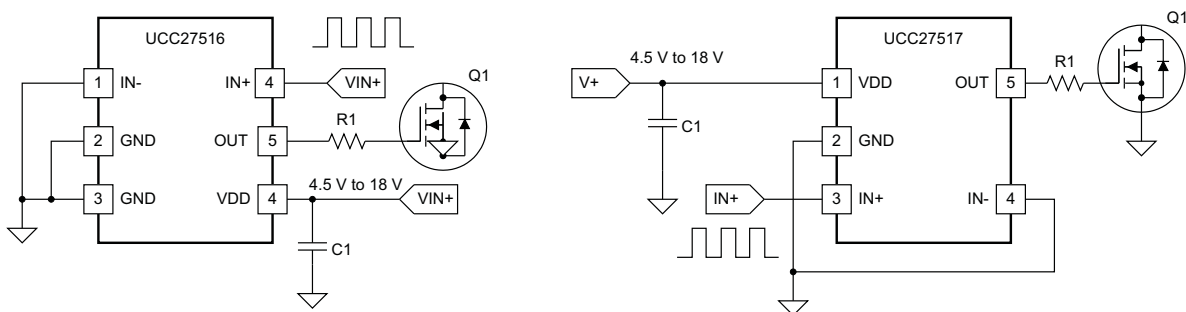 UCC27516
1 IN-
IN+ 4
VIN+
Q1
2 GND
OUT 5
R1
3 GND
VDD 4
4.5 V to 18 V
VIN+
C1
UCC27517
Q1
4.5 V to 18 V
V+
1 VDD
OUT 5
R1
C1
2 GND
IN+
3 IN+
IN- 4